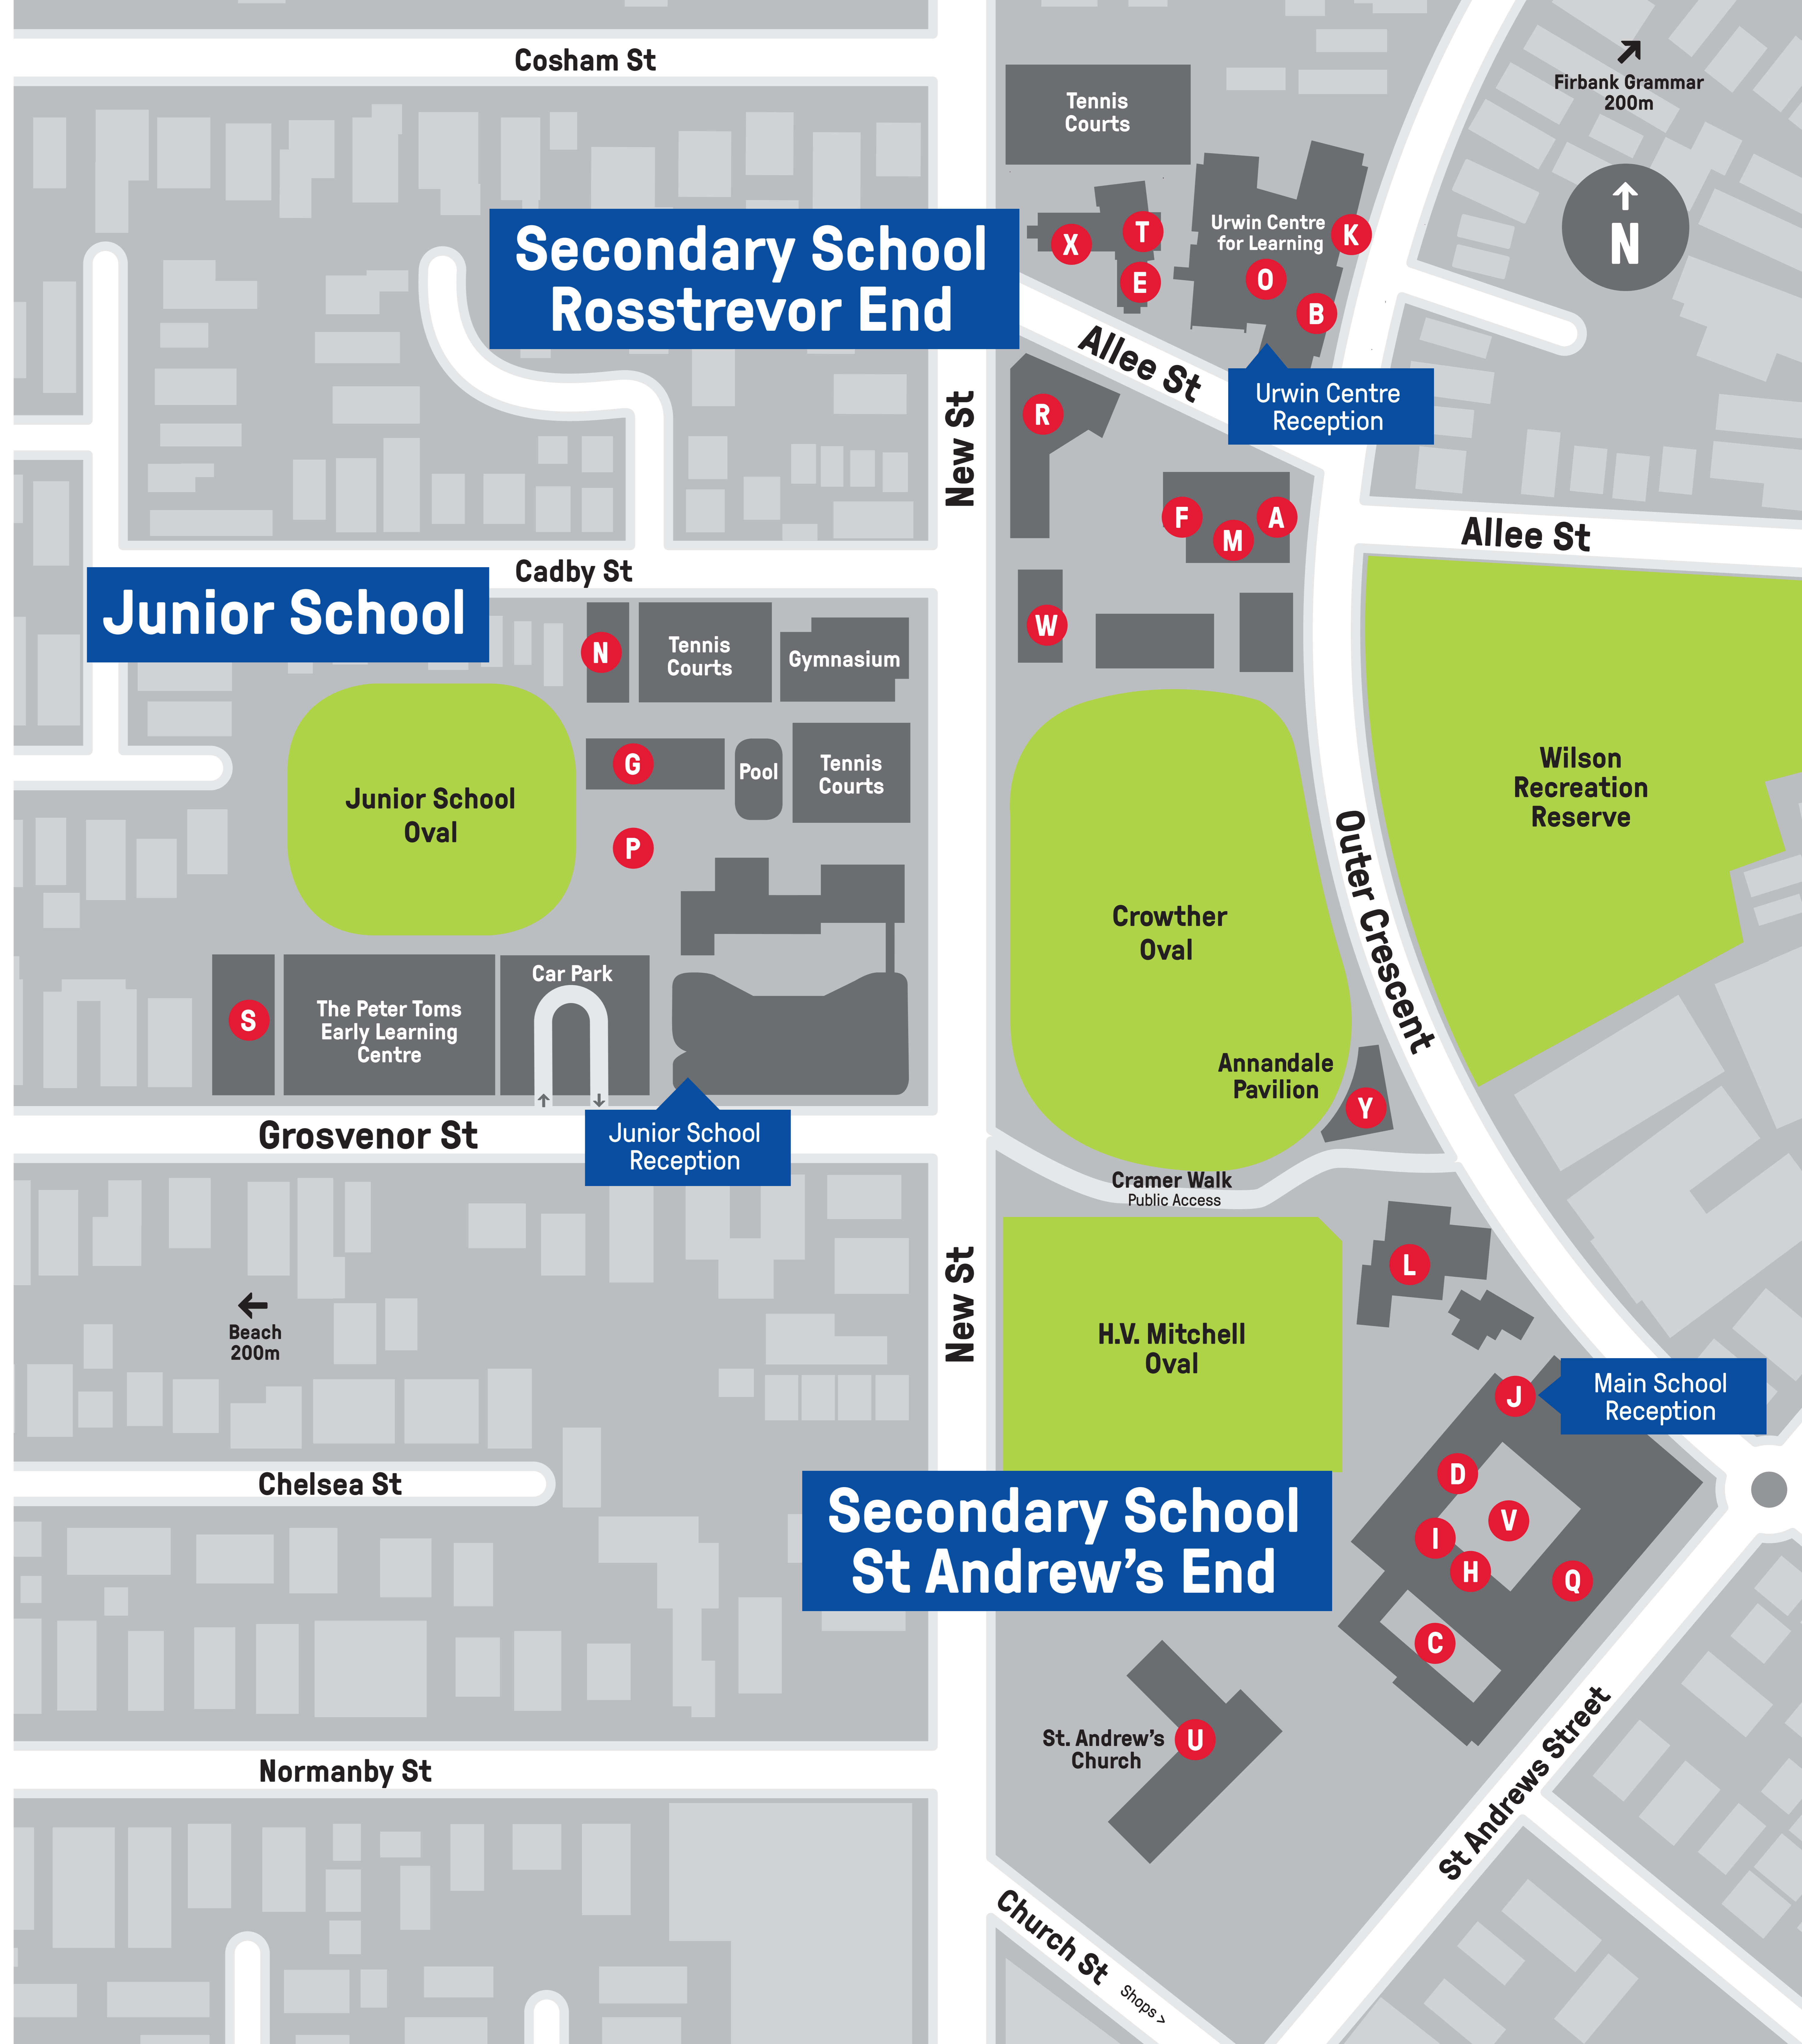 Cosham St
Firbank Grammar
200m
N
Tennis
Courts
Secondary School
Rosstrevor End
X
T
E
Urwin Centre
for Learning
K
O
B
Allee St
Urwin Centre
Reception
New St
R
F
M
A
Allee St
Cadby St
Junior School
W
N
Tennis
Courts
Gymnasium
G
Pool
Tennis
Courts
P
Junior School
Oval
Wilson
Recreation
Reserve
Outer Crescent
Crowther
Oval
S
The Peter Toms
Early Learning
Centre
Car Park
Annandale
Pavilion
Y
Grosvenor St
Junior School
Reception
Cramer Walk
Public Access
New St
L
Beach
200m
H.V. Mitchell
Oval
J
Main School
Reception
Chelsea St
Secondary School
St Andrew's End
D
V
I
H
Q
C
St. Andrew's
Church
U
Normanby St
St Andrews Street
Church St
Shops >